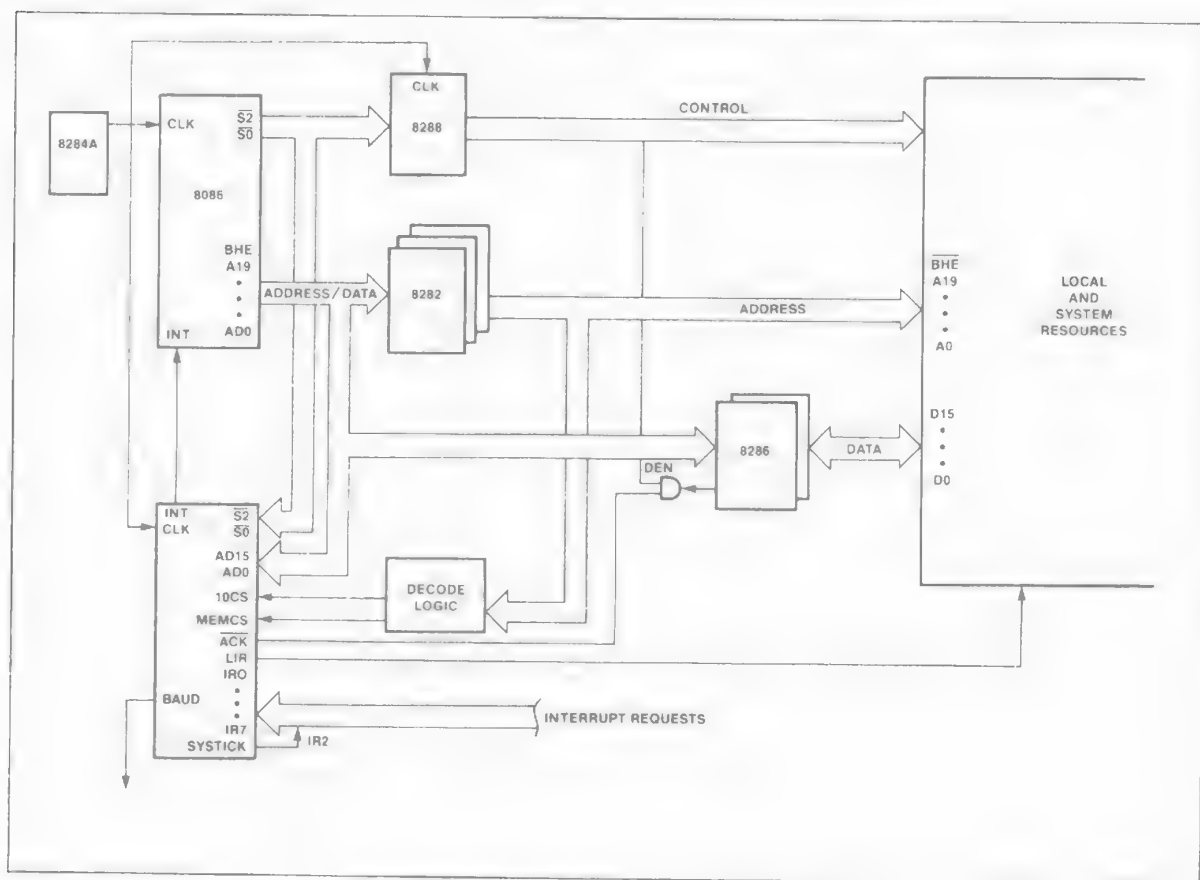 8284A
CLK
S2
S0
8086
BHE
A19
AD0
INT
CLK
8288
CONTROL
ADDRESS/DATA
8282
ADDRESS
BHE
A19
A0
D15
D0
LOCAL
AND
SYSTEM
RESOURCES
8286
DATA
DEN
INT
CLK
S2
S0
AD15
AD0
10CS
MEMCS
ACK
LIR
IRO
IR7
BAUD
SYSTICK
IR2
DECODE
LOGIC
INTERRUPT REQUESTS